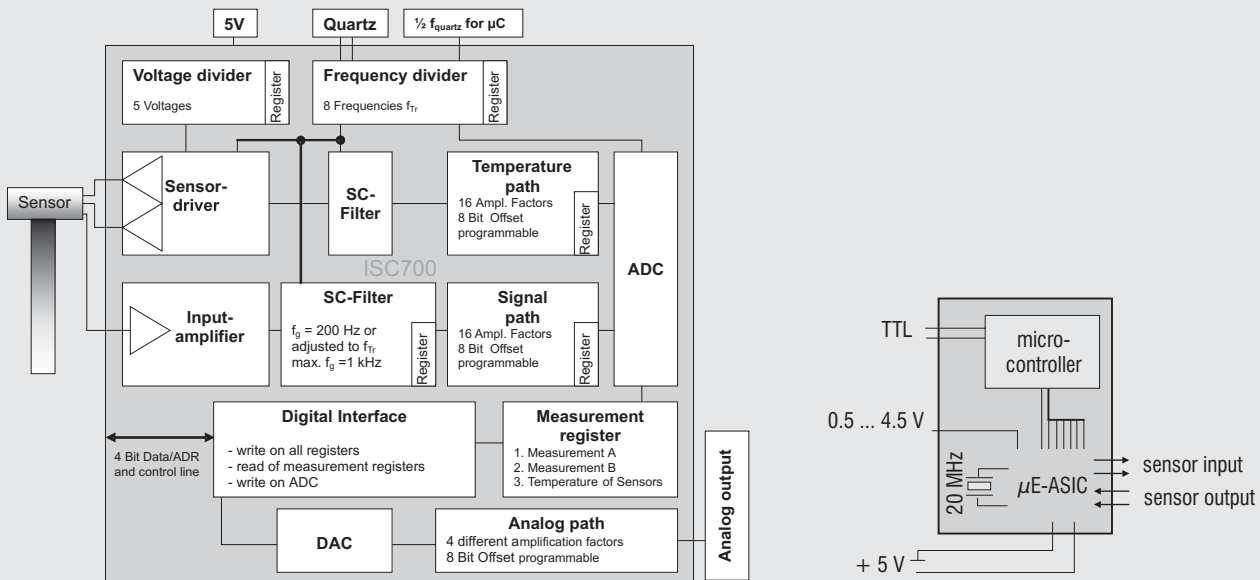 5V
Quartz
½ fquartz for µC
Voltage divider
5 Voltages
Register
Frequency divider
8 Frequencies fTr
Register
Sensor
Sensor-
driver
SC-
Filter
Temperature
path
16 Ampl. Factors
8 Bit Offset
programmable
Register
ADC
ISC700
Input-
amplifier
SC-Filter
fg = 200 Hz or
adjusted to fTr
max. fg =1 kHz
Register
Signal
path
16 Ampl. Factors
8 Bit Offset
programmable
Register
4 Bit Data/ADR
and control line
Digital Interface
- write on all registers
- read of measurement registers
- write on ADC
Measurement
register
1. Measurement A
2. Measurement B
3. Temperature of Sensors
DAC
Analog path
4 different amplification factors
8 Bit Offset programmable
Analog output
TTL
micro-
controller
0.5 ... 4.5 V
20 MHz
µE-ASIC
sensor input
sensor output
+ 5 V